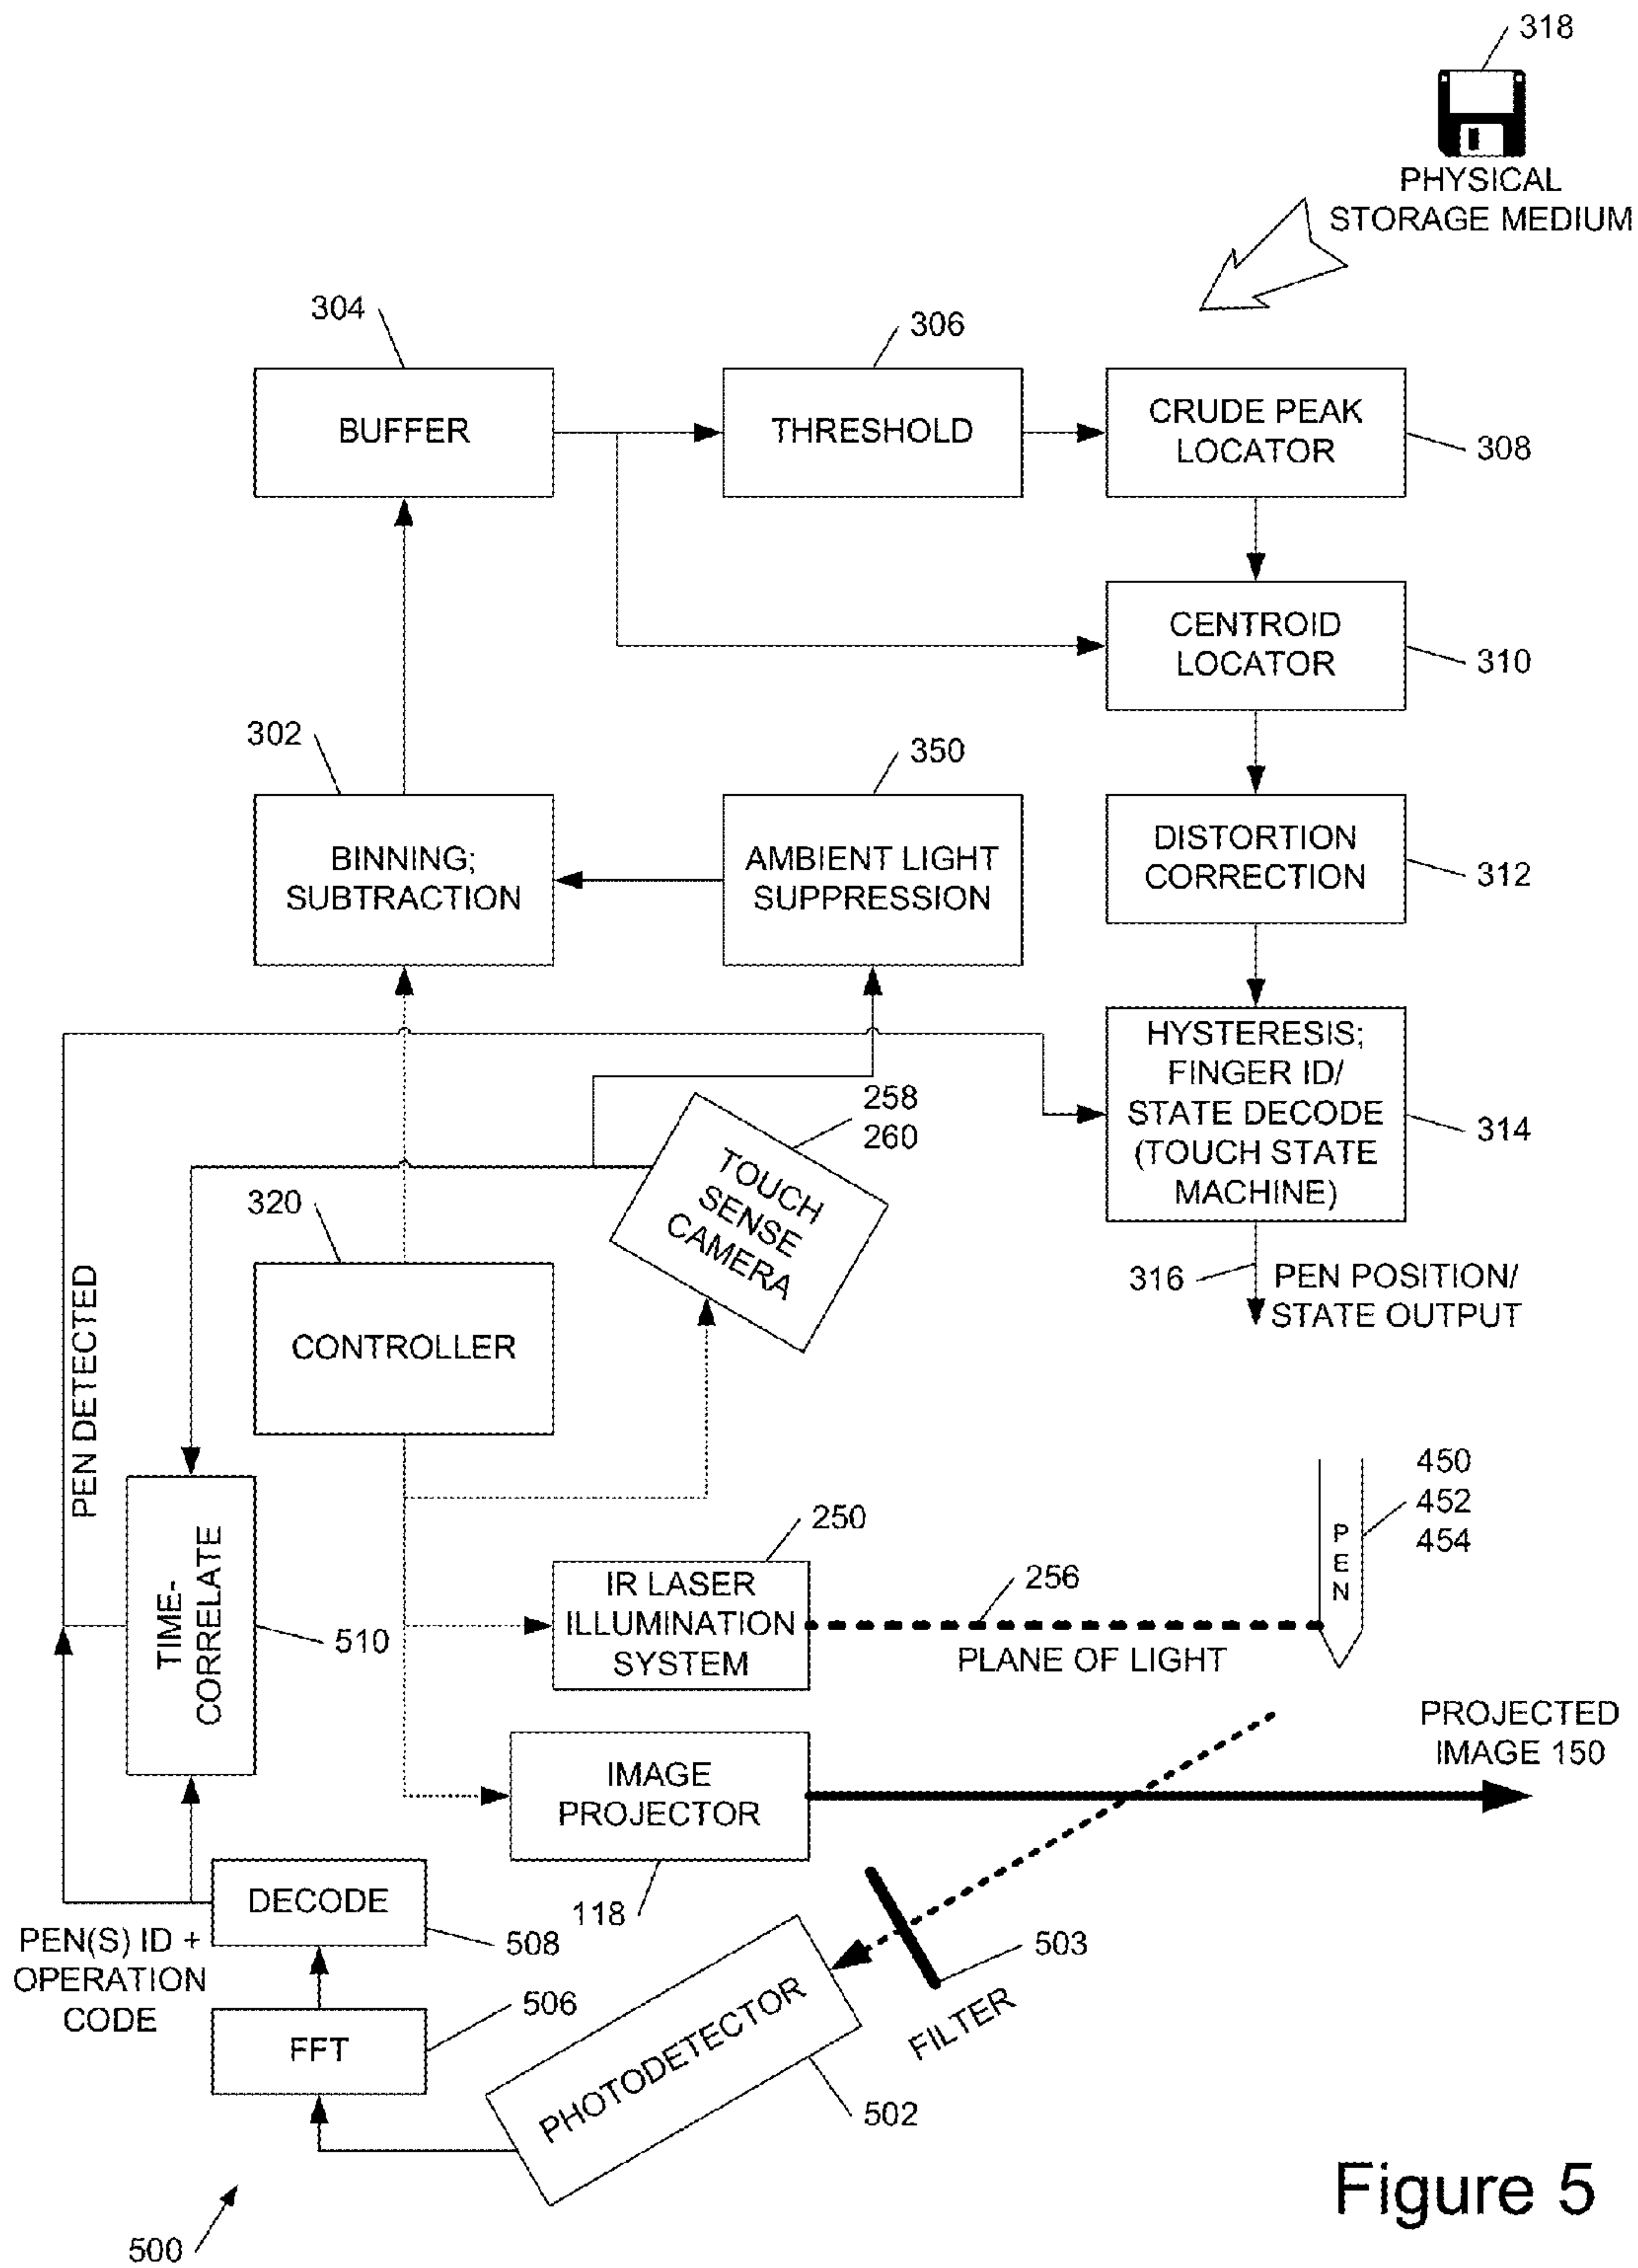 318
PHYSICAL
STORAGE MEDIUM
304
306
BUFFER
THRESHOLD
CRUDE PEAK
LOCATOR
308
CENTROID
LOCATOR
310
302
350
BINNING;
SUBTRACTION
AMBIENT LIGHT
SUPPRESSION
DISTORTION
CORRECTION
312
HYSTERESIS;
FINGER ID/
STATE DECODE
(TOUCH STATE
MACHINE)
314
258
260
TOUCH
SENSE
CAMERA
320
CONTROLLER
316
PEN POSITION/
STATE OUTPUT
PEN DETECTED
TIME-
CORRELATE
510
250
IR LASER
ILLUMINATION
SYSTEM
256
PLANE OF LIGHT
PEN
450
452
454
PROJECTED
IMAGE 150
IMAGE
PROJECTOR
118
DECODE
508
PEN(S) ID +
OPERATION
CODE
503
FILTER
506
FFT
PHOTODETECTOR
502
500
Figure 5